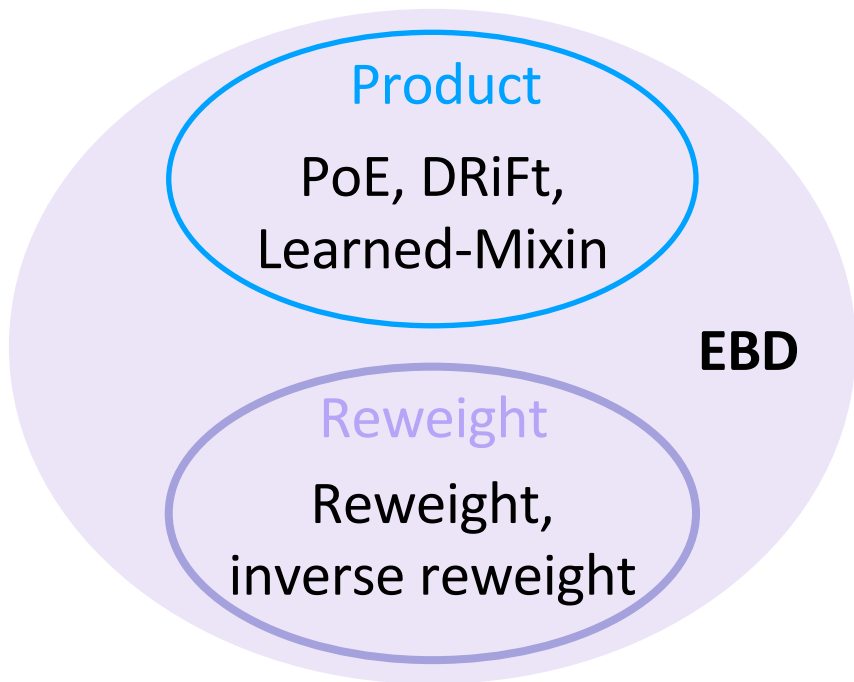 Product
PoE, DRiFt,
Learned-Mixin
EBD
Reweight
Reweight,
inverse reweight